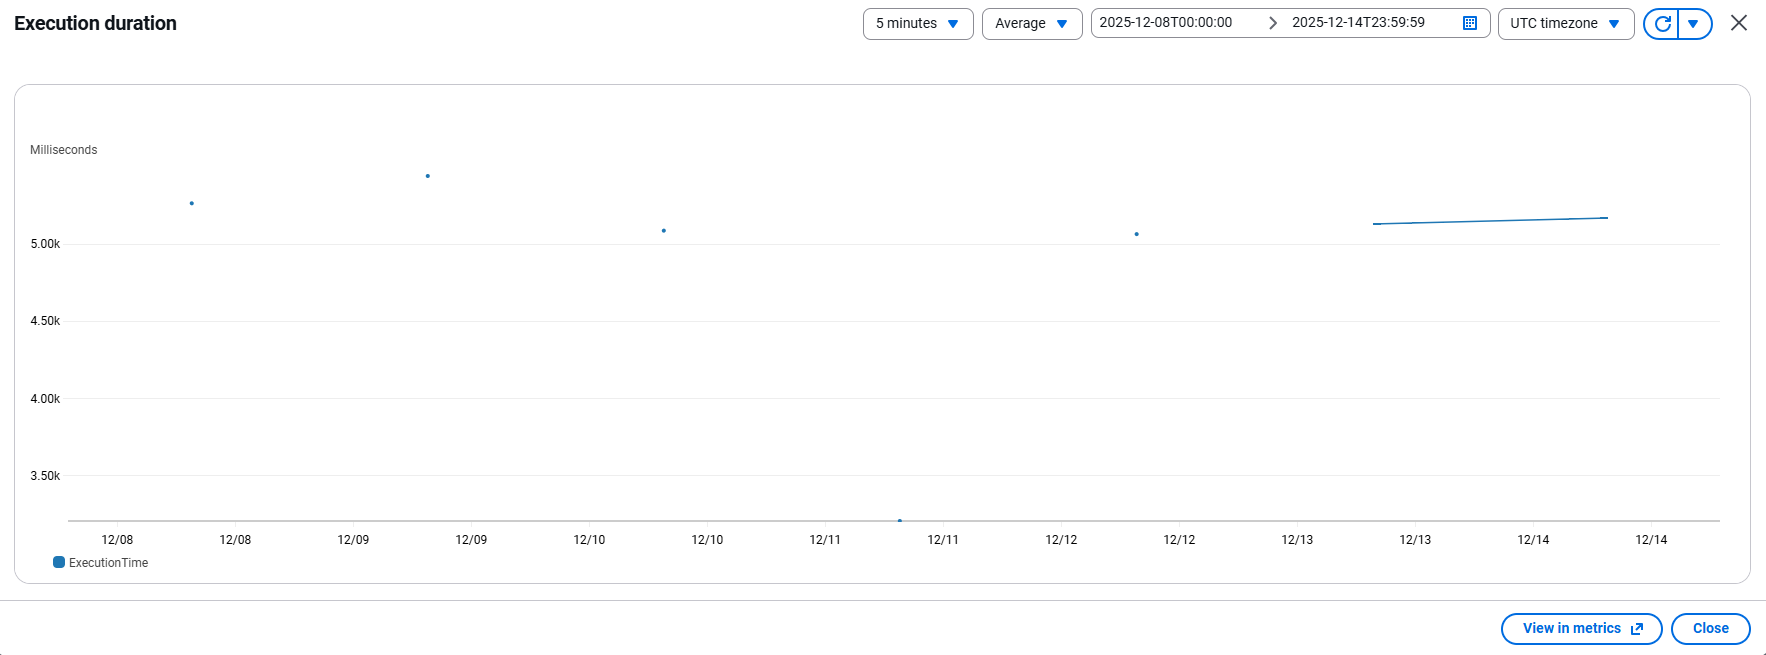 Execution duration
5 minutes
Average
2025-12-08T00:00:00
2025-12-14T23:59:59
UTC timezone
Milliseconds
5.00k
4.50k
4.00k
3.50k
12/08 12/08 12/09 12/09 12/10 12/10 12/11 12/11 12/12 12/12 12/13 12/13 12/14 12/14
ExecutionTime
View in metrics
Close